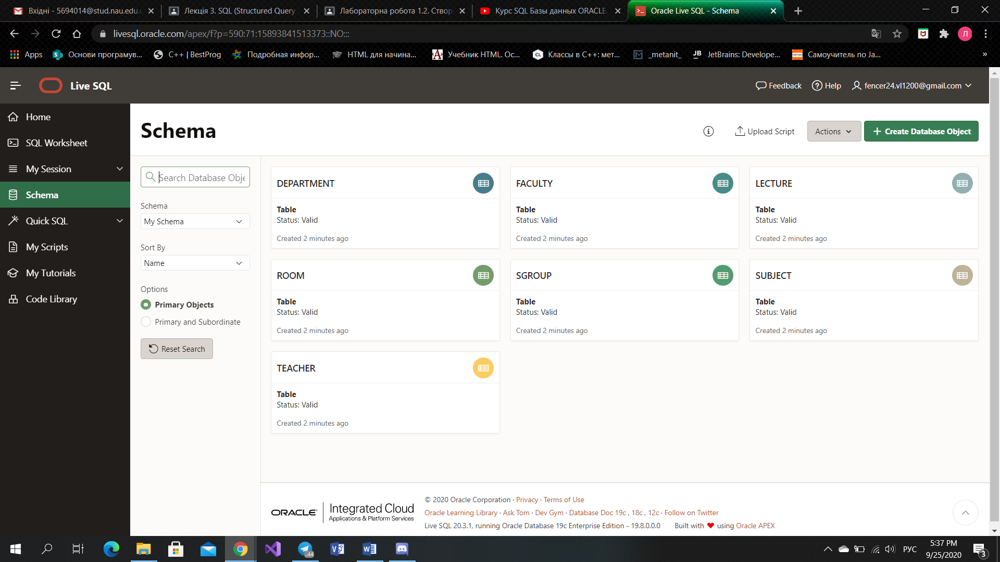 Вхідні - 5694014@stud.nau.edu.u
Лекція 3. SQL (Structured Query
Лабораторна робота 1.2. Створ
Курс SQL Базы данных ORACLE.
Oracle Live SQL - Schema
livesql.oracle.com/apex/f?p=590:71:15893841513373::NO:::
Л
Apps
Основи програмув...
C++ | BestProg
Подробная инфор...
HTML для начина...
Учебник HTML. Ос...
Классы в C++: мет...
_metanit_
JetBrains: Develope...
Самоучитель по Ja...
»
Live SQL
Feedback
Help
fencer24.vl1200@gmail.com
Home
SQL Worksheet
My Session
Schema
Quick SQL
My Scripts
My Tutorials
Code Library
Schema
Upload Script
Actions
Create Database Object
Search Database Obje
Schema
My Schema
Sort By
Name
Options
Primary Objects
Primary and Subordinate
Reset Search
DEPARTMENT
Table
Status: Valid
Created 2 minutes ago
FACULTY
Table
Status: Valid
Created 2 minutes ago
LECTURE
Table
Status: Valid
Created 2 minutes ago
ROOM
Table
Status: Valid
Created 2 minutes ago
SGROUP
Table
Status: Valid
Created 2 minutes ago
SUBJECT
Table
Status: Valid
Created 2 minutes ago
TEACHER
Table
Status: Valid
Created 2 minutes ago
ORACLE
Integrated Cloud
Applications & Platform Services
© 2020 Oracle Corporation · Privacy · Terms of Use
Oracle Learning Library · Ask Tom · Dev Gym · Database Doc 19c , 18c , 12c · Follow on Twitter
Live SQL 20.3.1, running Oracle Database 19c Enterprise Edition - 19.8.0.0.0 Built with ❤ using Oracle APEX
44
РУС
5:37 PM
9/25/2020
3